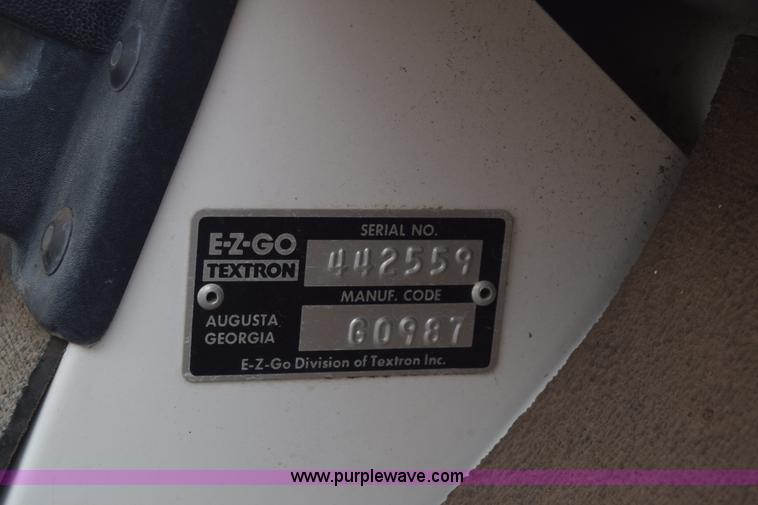 E-Z-GO
TEXTRON
SERIAL NO.
442559
MANUF. CODE
G0987
AUGUSTA
GEORGIA
E-Z-Go Division of Textron Inc.
www.purplewave.com